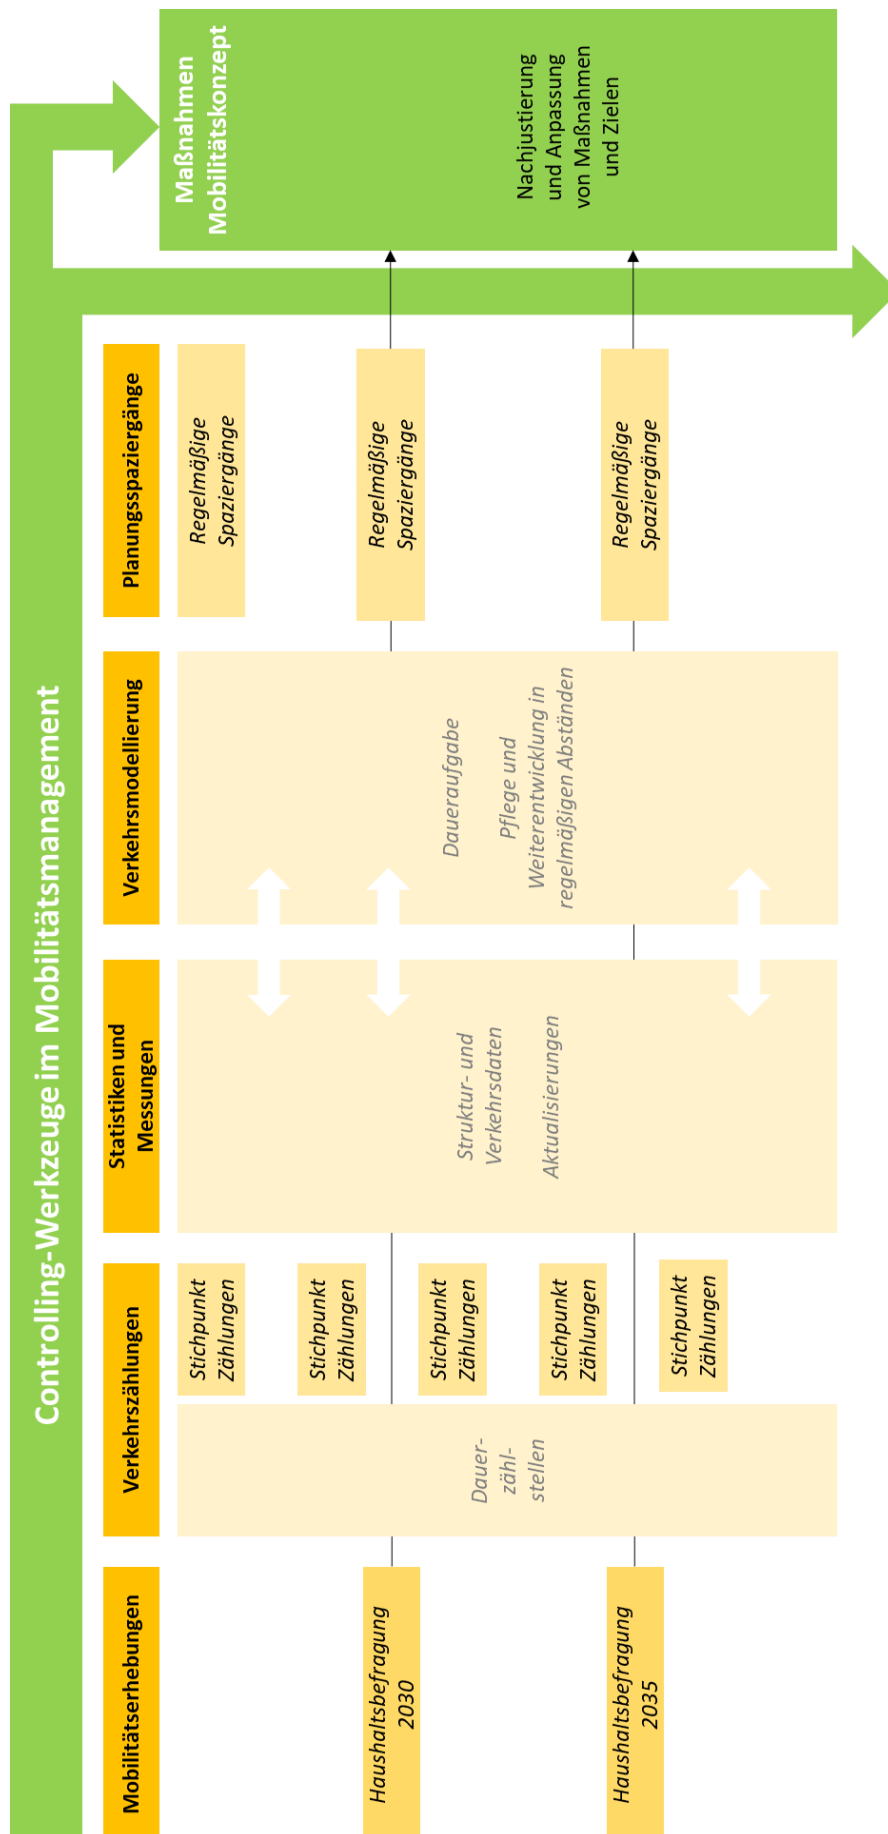 Controlling-Werkzeuge im Mobilitätsmanagement
Mobilitätserhebungen
Verkehrszählungen
Statistiken und
Messungen
Verkehrsmodellierung
Planungsspaziergänge
Maßnahmen
Mobilitätskonzept
Haushaltsbefragung
2030
Haushaltsbefragung
2035
Dauer-
zähl-
stellen
Stichpunkt
Zählungen
Stichpunkt
Zählungen
Stichpunkt
Zählungen
Stichpunkt
Zählungen
Stichpunkt
Zählungen
Struktur- und
Verkehrsdaten
Aktualisierungen
Daueraufgabe
Pflege und
Weiterentwicklung in
regelmäßigen Abständen
Regelmäßige
Spaziergänge
Regelmäßige
Spaziergänge
Regelmäßige
Spaziergänge
Nachjustierung
und Anpassung
von Maßnahmen
und Zielen